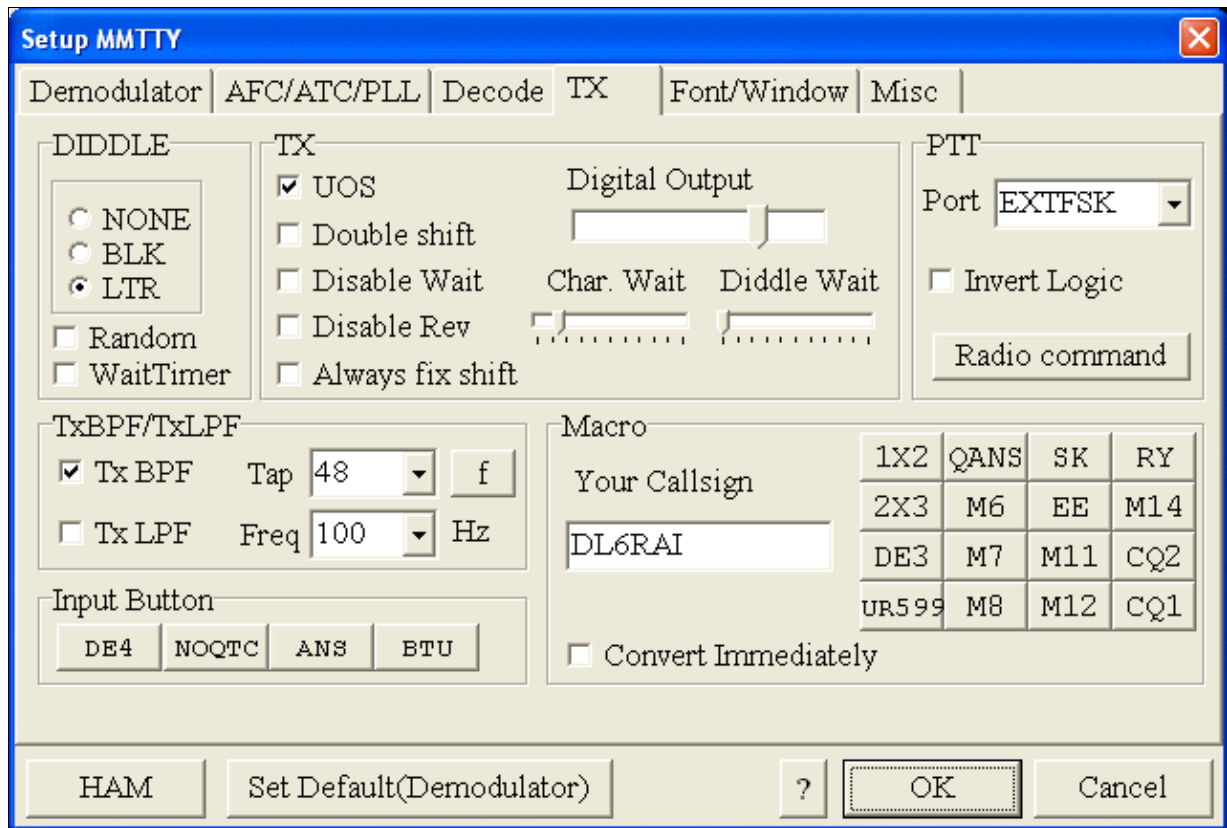 Setup MMTTY
Demodulator AFC/ATC/PLL Decode TX Font/Window Misc
DIDDLE
NONE
BLK
LTR
Random
WaitTimer
TX
UOS
Double shift
Disable Wait
Disable Rev
Always fix shift
Digital Output
Char. Wait Diddle Wait
PTT
Port EXTFSK
Invert Logic
Radio command
TxBPF/TxLPF
Tx BPF Tap 48 f
Tx LPF Freq 100 Hz
Input Button
DE4 NOQTC ANS BTU
Macro
Your Callsign
DL6RAI
Convert Immediately
1X2 QANS SK RY
2X3 M6 EE M14
DE3 M7 M11 CQ2
UR599 M8 M12 CQ1
HAM Set Default(Demodulator) ? OK Cancel